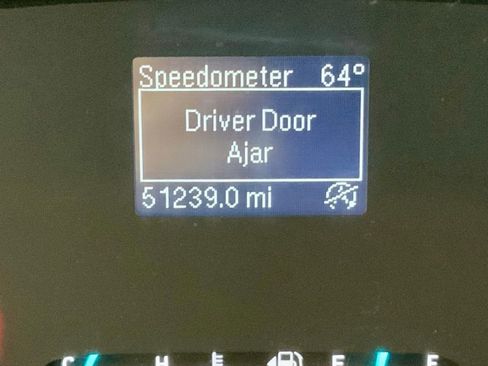 Speedometer 64°
Driver Door
Ajar
51239.0 mi
C H E F